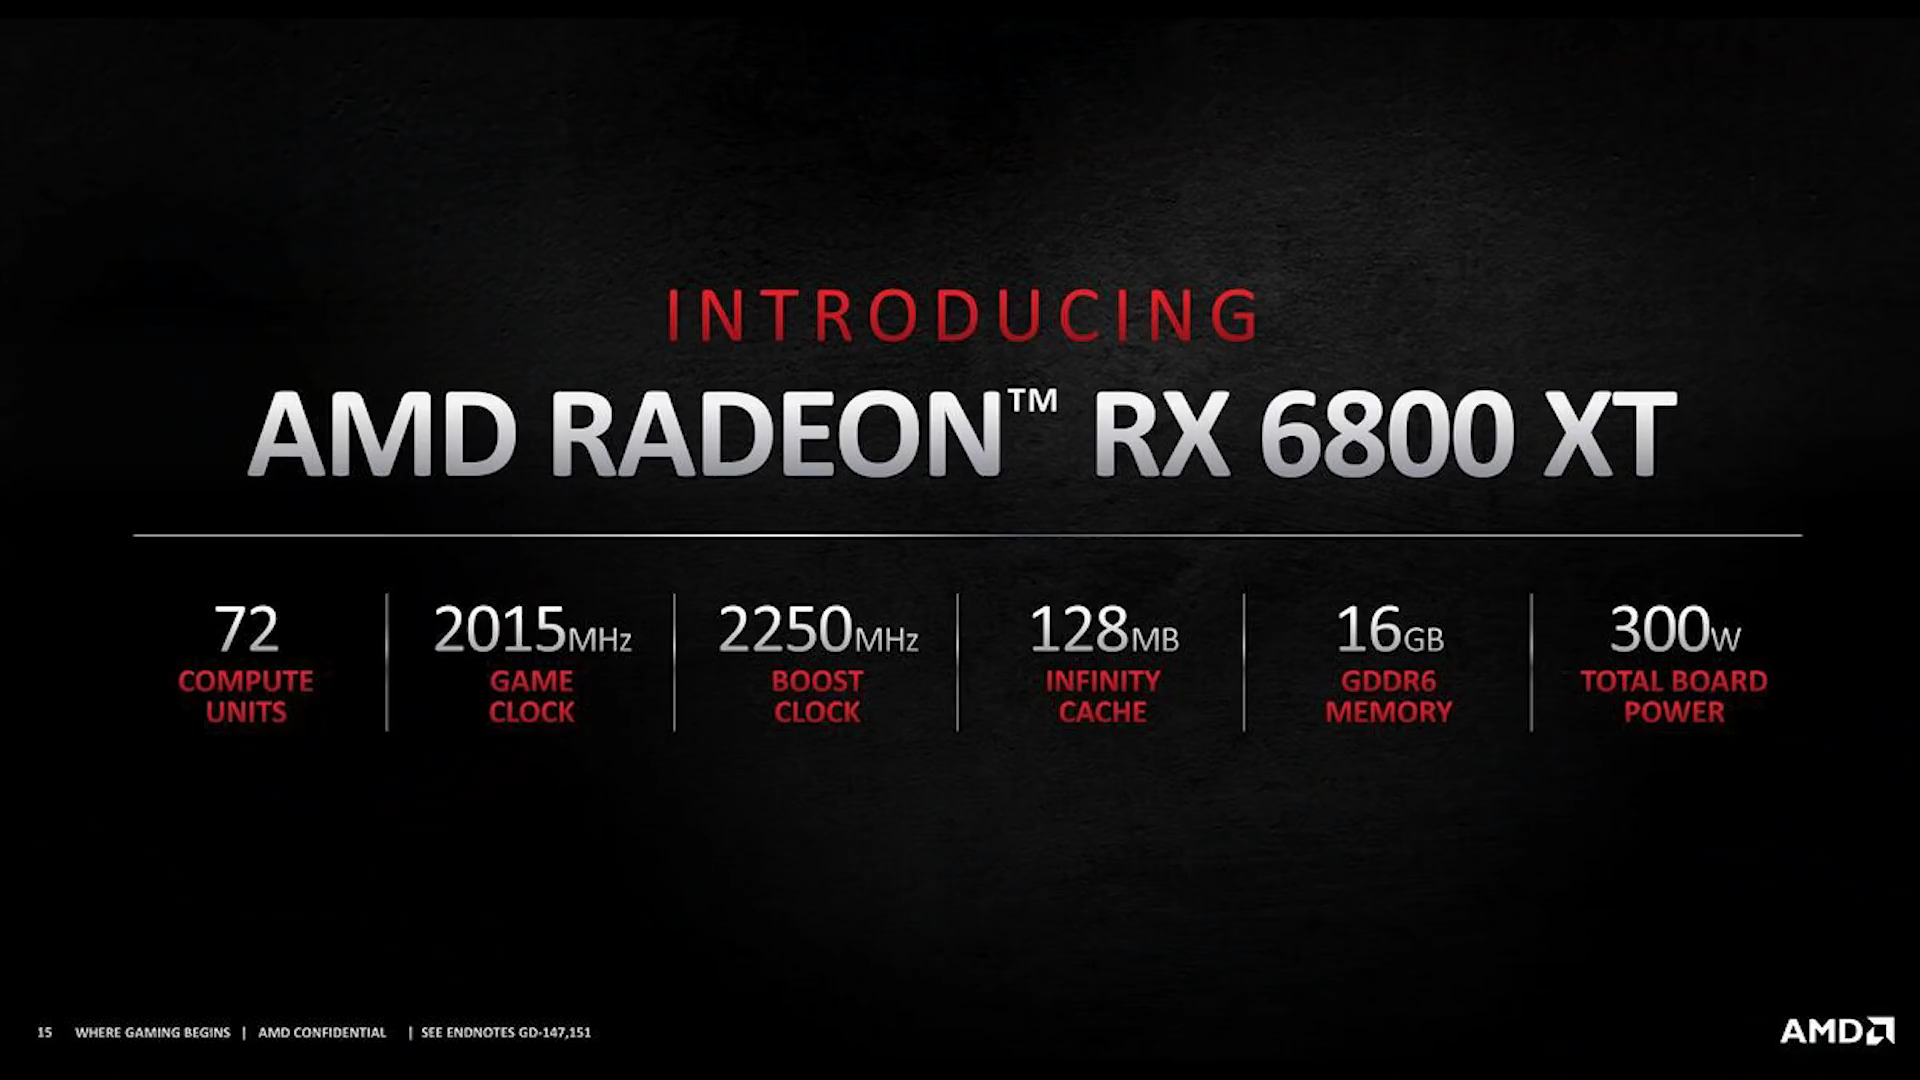 INTRODUCING
AMD RADEON™ RX 6800 XT
72
COMPUTE
UNITS
2015MHz
GAME
CLOCK
2250MHz
BOOST
CLOCK
128MB
INFINITY
CACHE
16GB
GDDR6
MEMORY
300W
TOTAL BOARD
POWER
15 WHERE GAMING BEGINS | AMD CONFIDENTIAL | SEE ENDNOTES GD-147,151
AMD